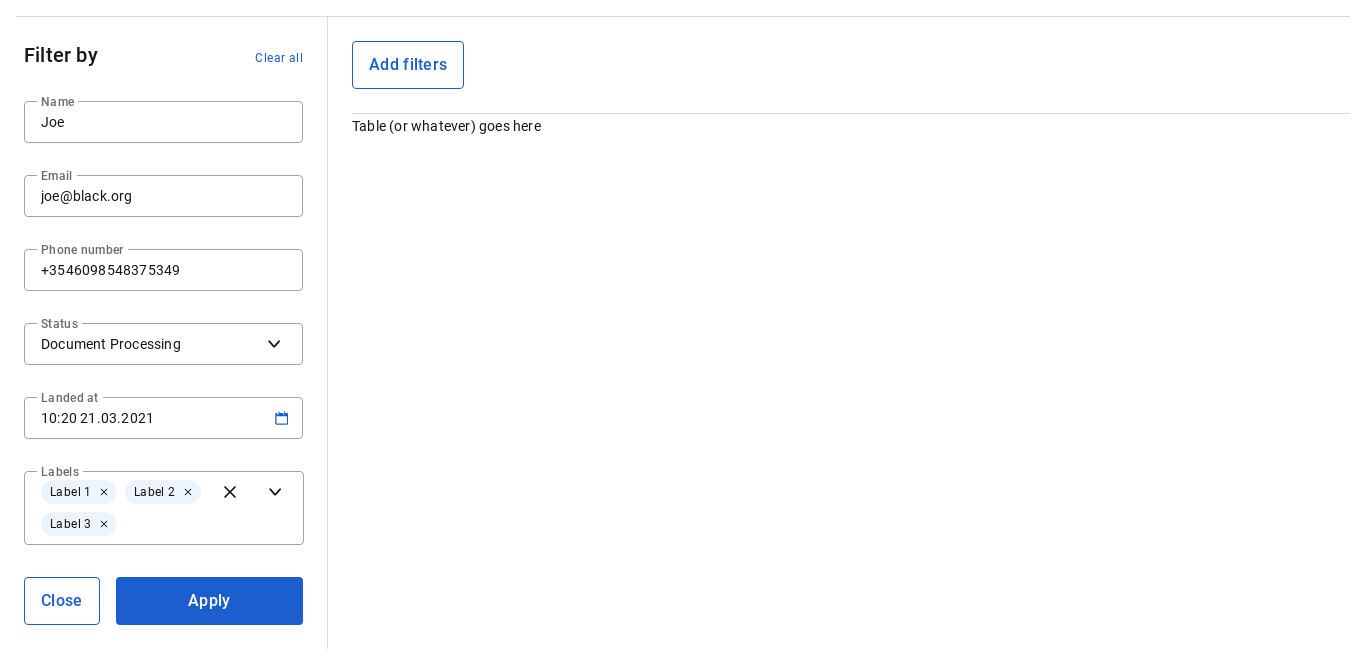 Filter by
Clear all
Name
Joe
Email
joe@black.org
Phone number
+3546098548375349
Status
Document Processing
Landed at
10:20 21.03.2021
Labels
Label 1
Label 2
Label 3
Close
Apply
Add filters
Table (or whatever) goes here